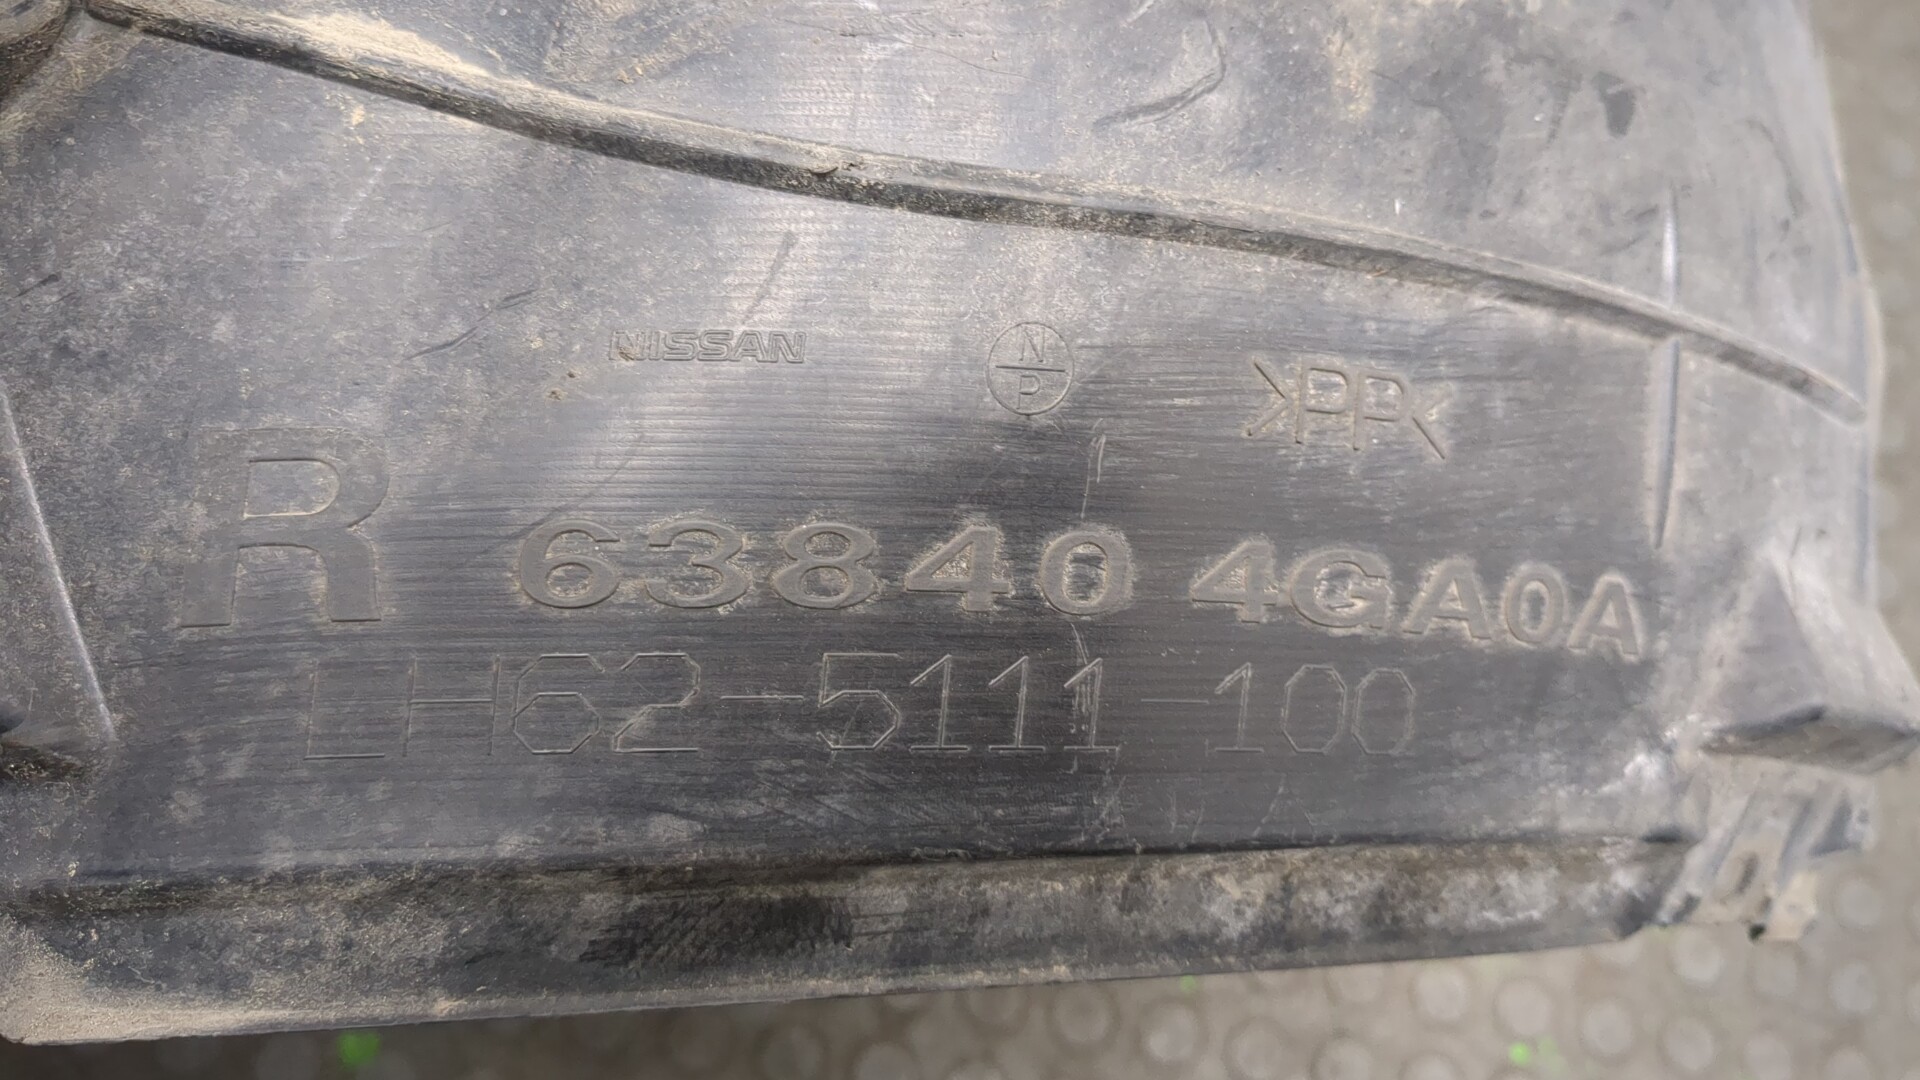 NISSAN
N
P
>PP<
R 63840 4GA0A
LH62-5111-100